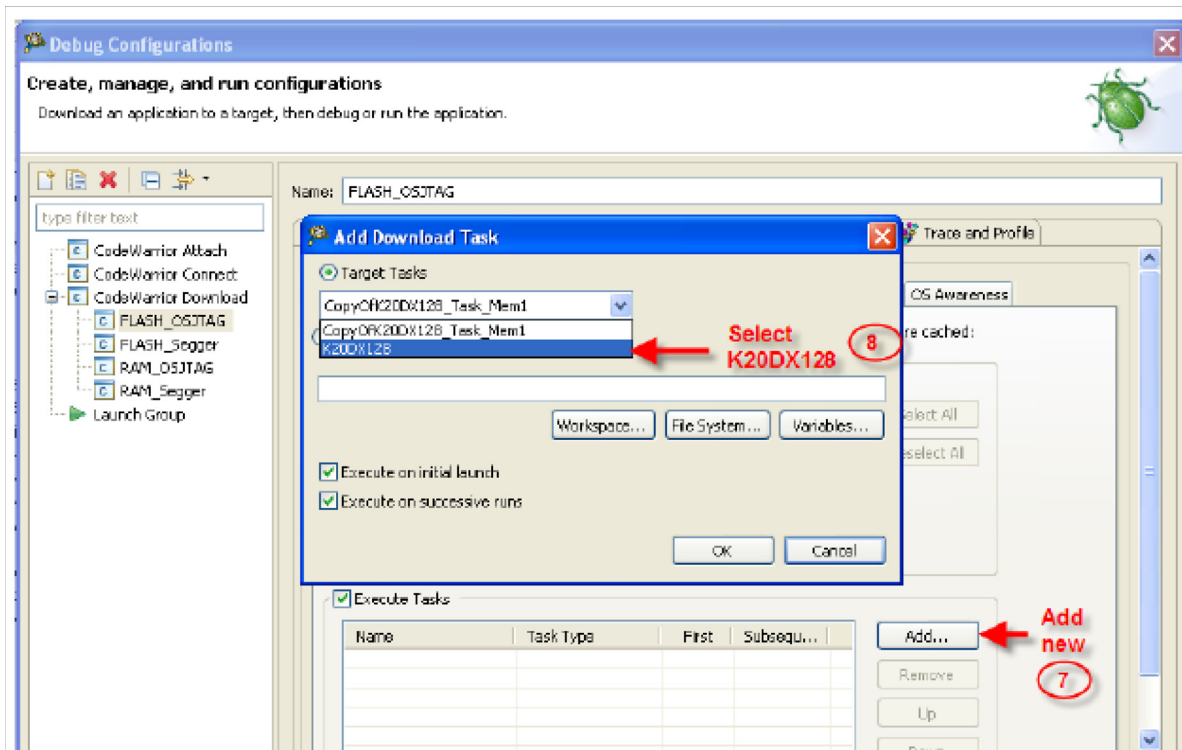 Debug Configurations
Create, manage, and run configurations
Download an application to a target, then debug or run the application.
type filter text
CodeWarrior Attach
CodeWarrior Connect
CodeWarrior Download
FLASH_OSJTAG
FLASH_Segger
RAM_OSJTAG
RAM_Segger
Launch Group
Name: FLASH_OSJTAG
Trace and Profile
OS Awareness
re cached:
Add Download Task
Target Tasks
CopyOfK20DX128_Task_Mem1
CopyOfK20DX128_Task_Mem1
K20DX128
Select
K20DX128
8
Workspace... File System... Variables...
elect All
eselect All
Execute on initial launch
Execute on successive runs
OK Cancel
Execute Tasks
Name Task Type First Subsequ...
Add...
Remove
Up
Down
Add
new
7